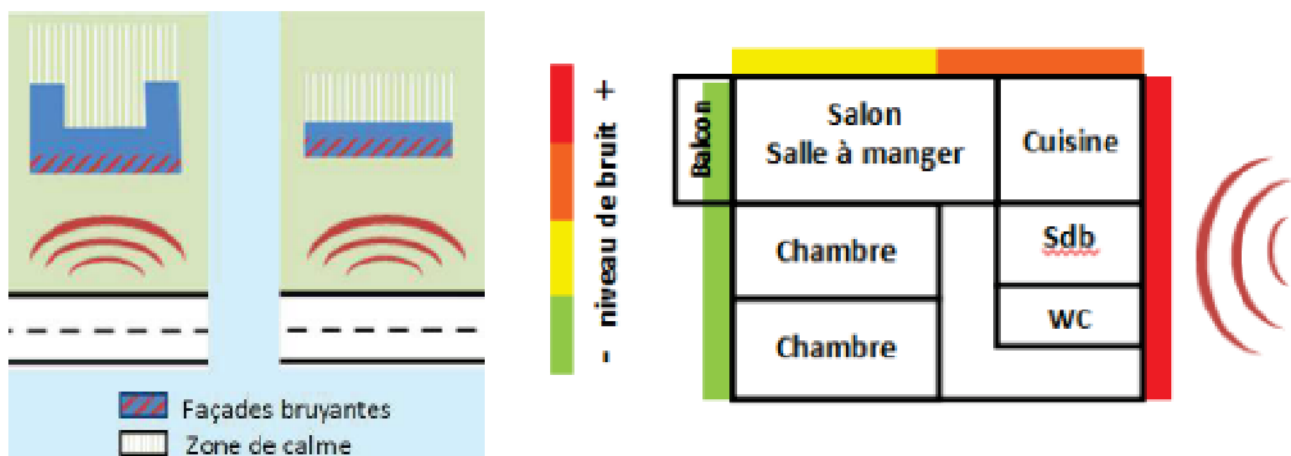 Façades bruyantes
Zone de calme
- niveau de bruit +
Balcon
Salon
Salle à manger
Cuisine
Chambre
Sdb
Chambre
WC